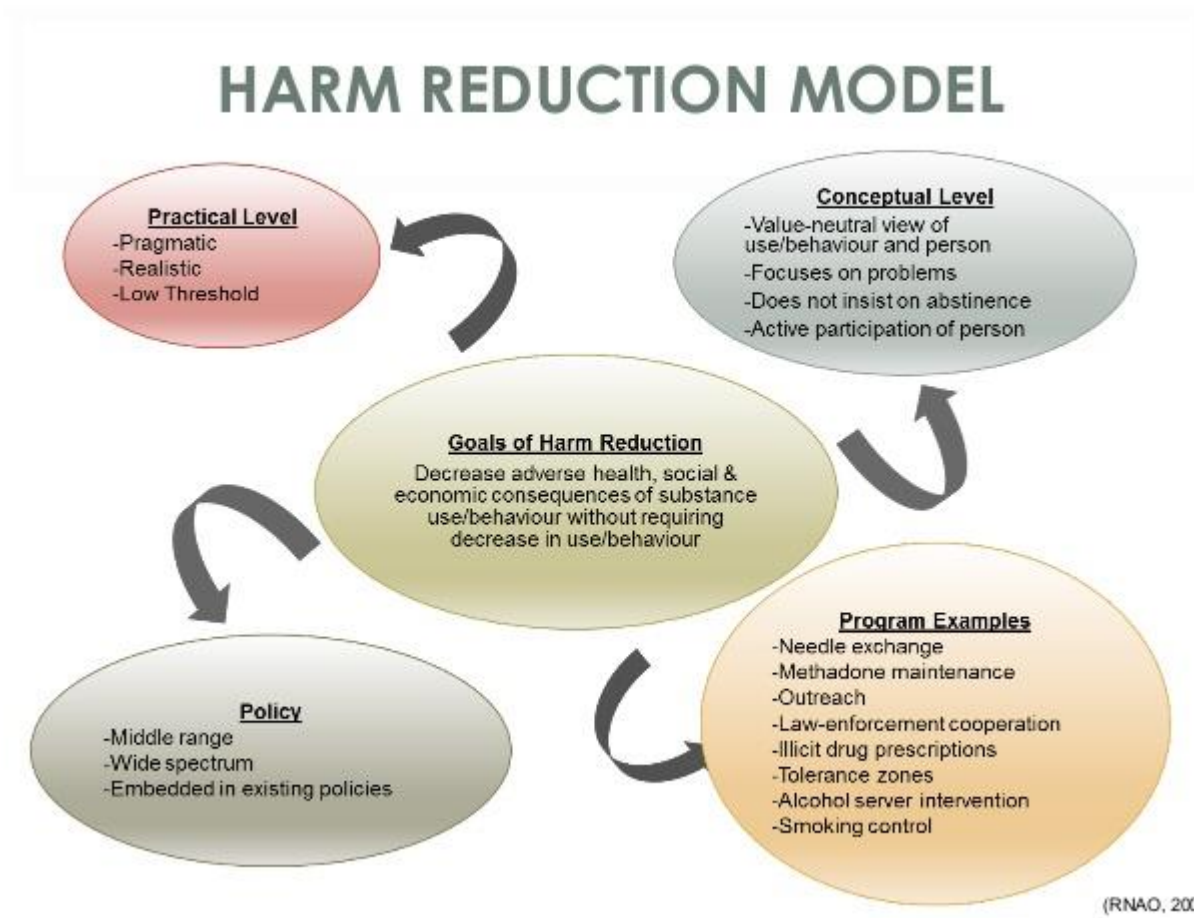 HARM REDUCTION MODEL
Practical Level
-Pragmatic
-Realistic
-Low Threshold
Conceptual Level
-Value-neutral view of
use/behaviour and person
-Focuses on problems
-Does not insist on abstinence
-Active participation of person
Goals of Harm Reduction
Decrease adverse health, social &
economic consequences of substance
use/behaviour without requiring
decrease in use/behaviour
Policy
-Middle range
-Wide spectrum
-Embedded in existing policies
Program Examples
-Needle exchange
-Methadone maintenance
-Outreach
-Law-enforcement cooperation
-Illicit drug prescriptions
-Tolerance zones
-Alcohol server intervention
-Smoking control
(RNAO,